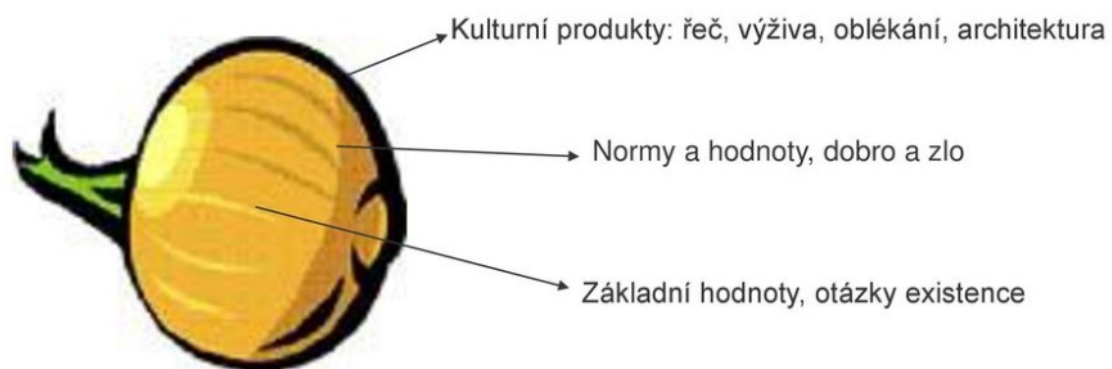 Kulturní produkty: řeč, výživa, oblékání, architektura
Normy a hodnoty, dobro a zlo
Základní hodnoty, otázky existence